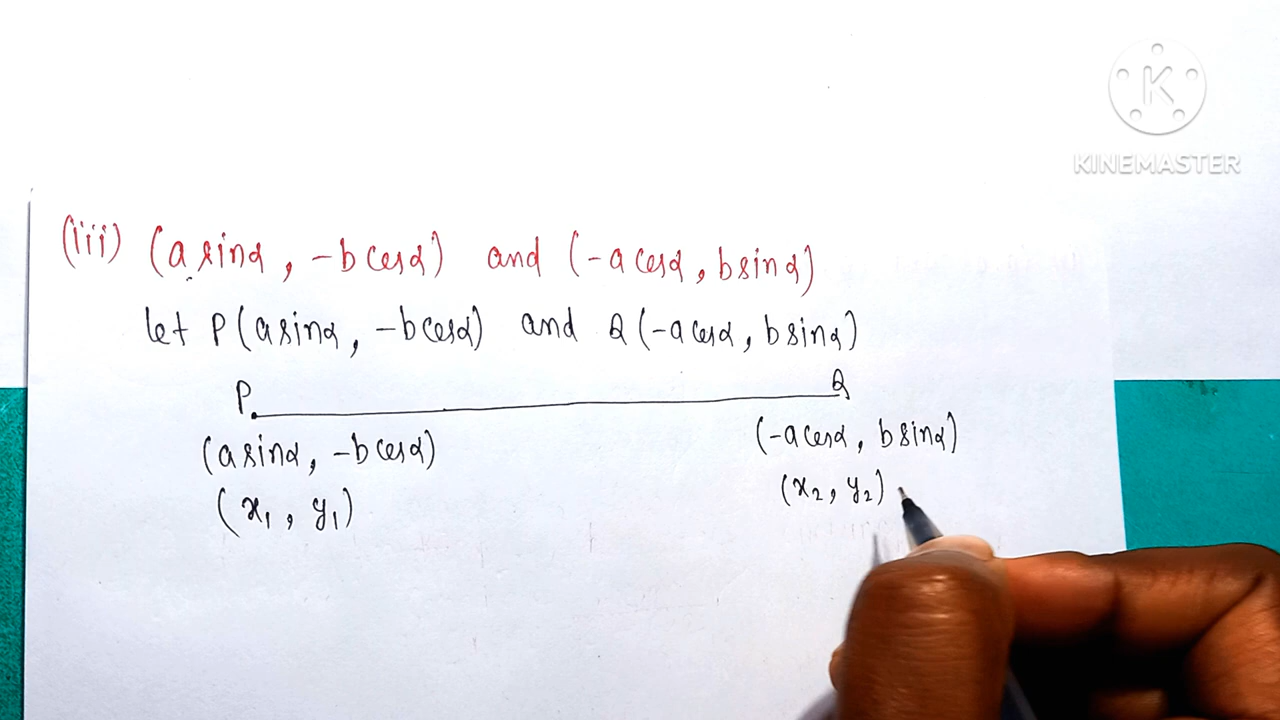 KINEMASTER
(iii) (a sinα, -b cosα) and (-a cosα, b sinα)
let P(a sinα, -b cosα) and Q(-a cosα, b sinα)
P Q
(a sinα, -b cosα) (-a cosα, b sinα)
(x₁, y₁) (x₂, y₂)